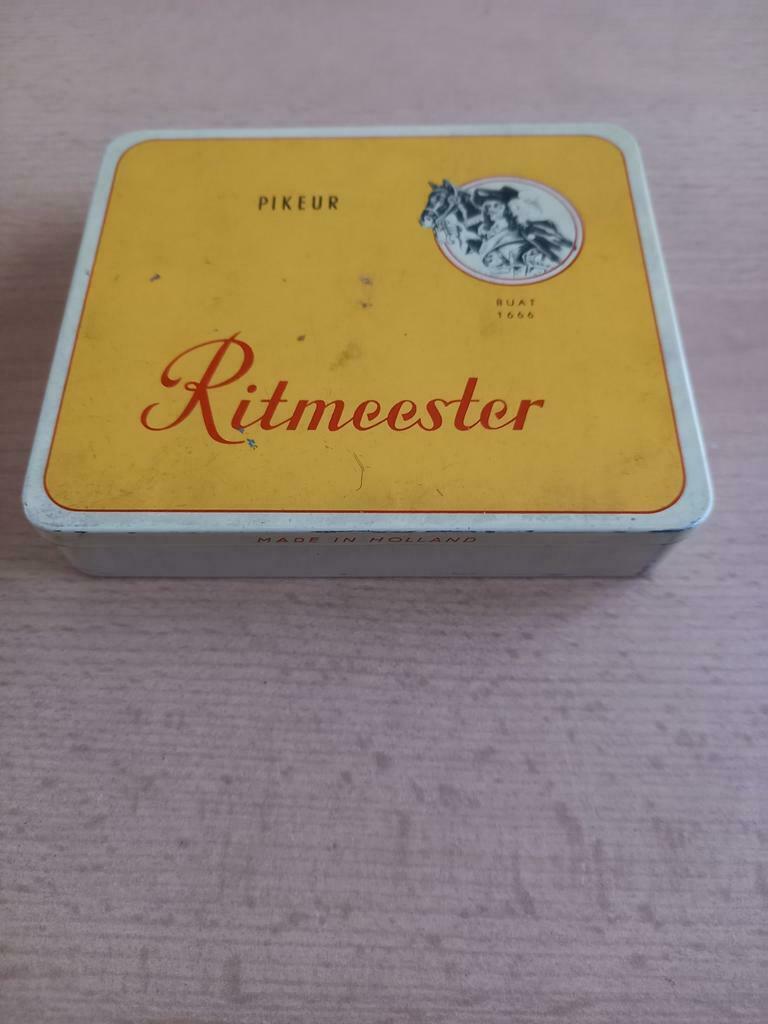 PIKEUR
BUAT
1666
Ritmeester
MADE IN HOLLAND